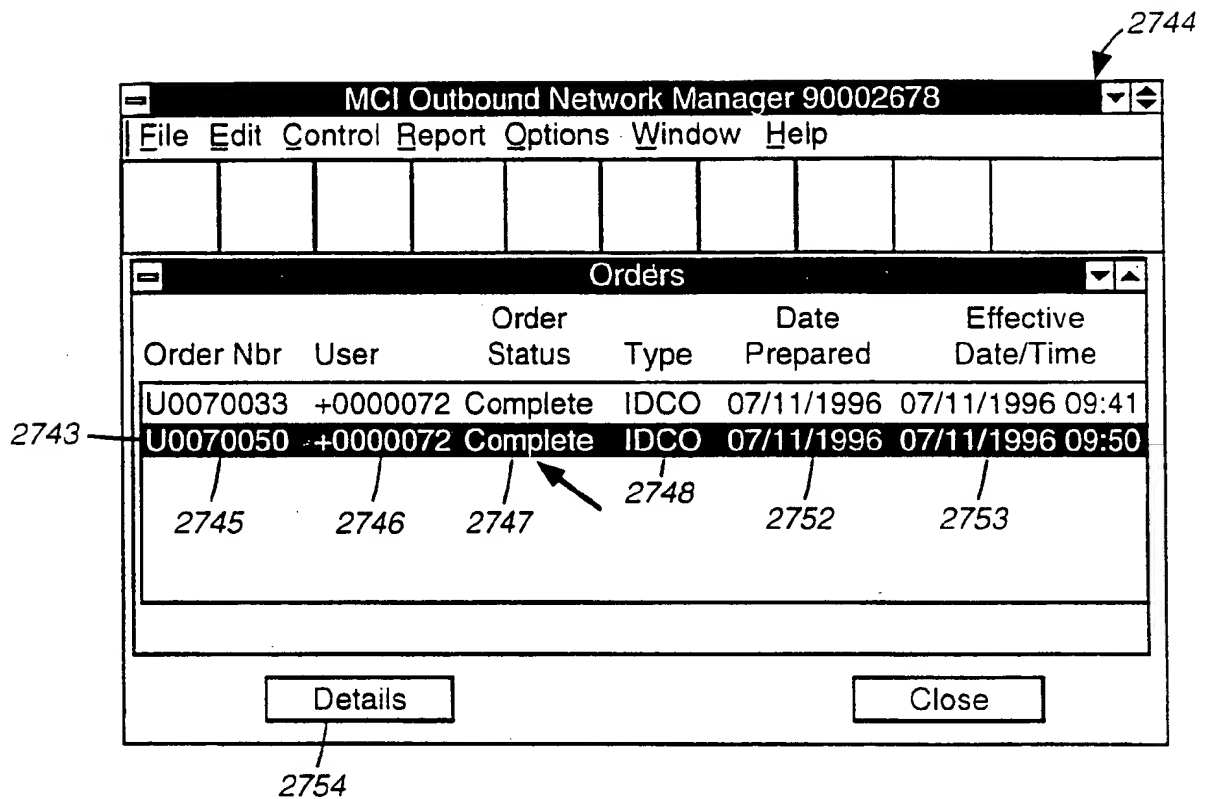 2744
MCI Outbound Network Manager 90002678
File Edit Control Report Options Window Help
Orders
Order Nbr User Order Status Type Date Prepared Effective Date/Time
U0070033 +0000072 Complete IDCO 07/11/1996 07/11/1996 09:41
2743 U0070050 +0000072 Complete IDCO 07/11/1996 07/11/1996 09:50
2745 2746 2747 2748 2752 2753
Details Close
2754